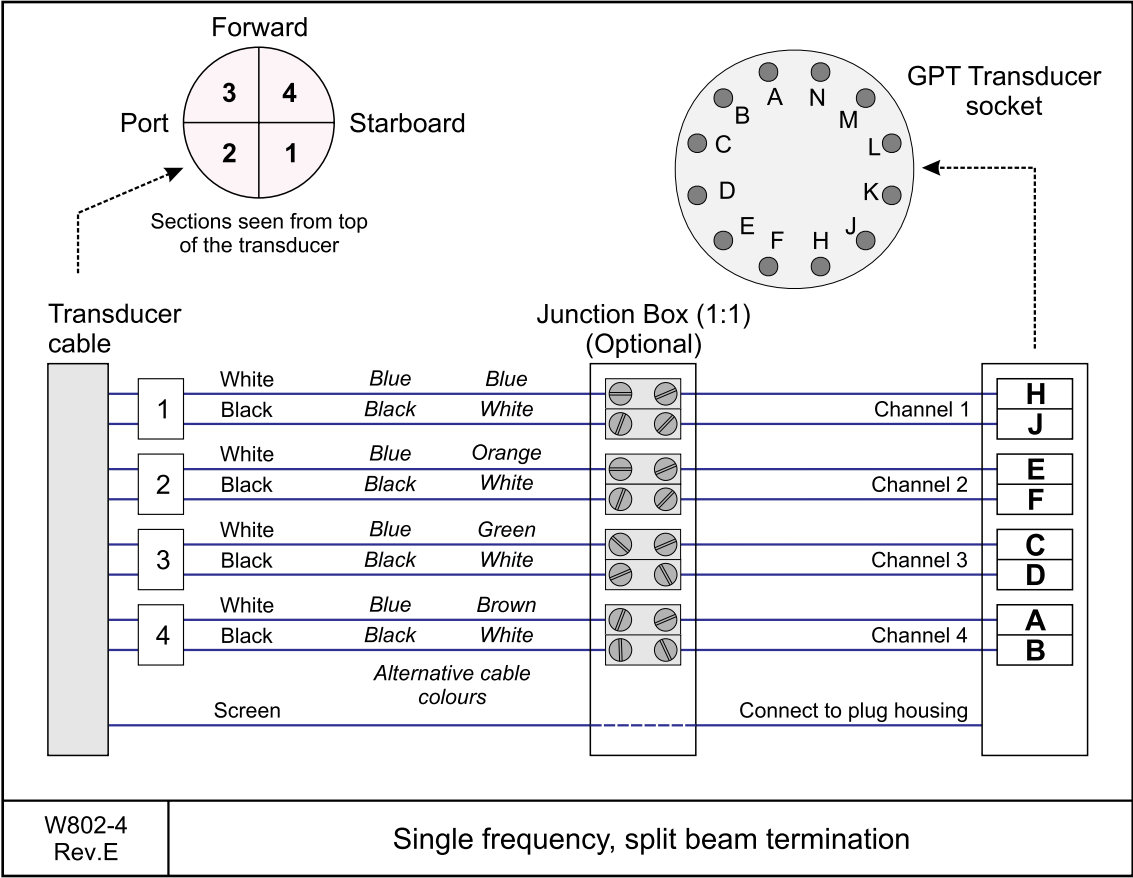 Forward
3 4
Port
Starboard
2 1
Sections seen from top
of the transducer
GPT Transducer
socket
A N
B M
C L
D K
E J
F H
Transducer
cable
Junction Box (1:1)
(Optional)
White Blue Blue
1 Channel 1 H
Black Black White J
White Blue Orange
2 Channel 2 E
Black Black White F
White Blue Green
3 Channel 3 C
Black Black White D
White Blue Brown
4 Channel 4 A
Black Black White B
Alternative cable
colours
Screen Connect to plug housing
W802-4
Rev.E
Single frequency, split beam termination